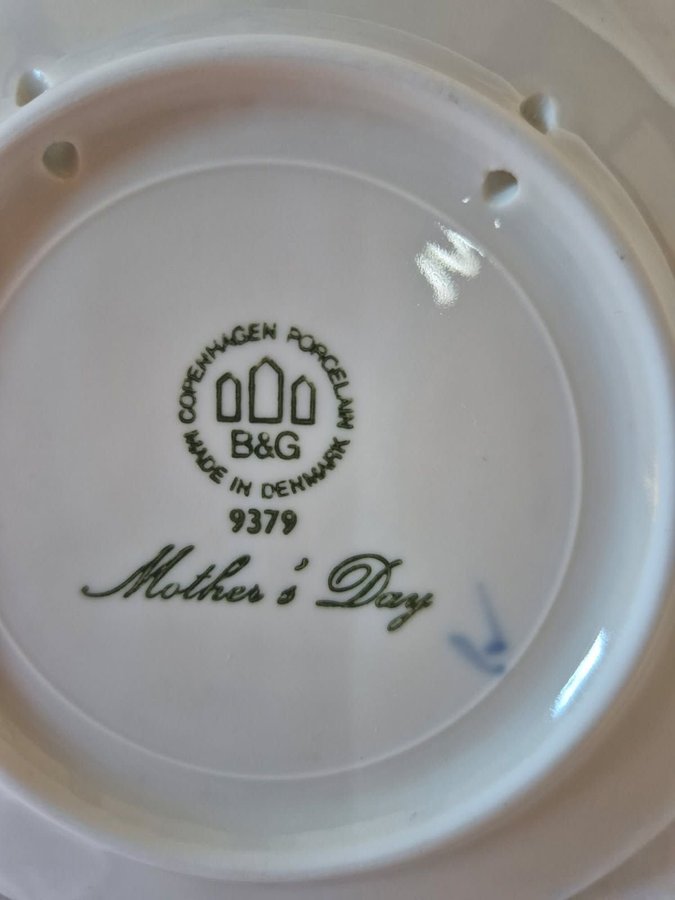 COPENHAGEN PORCELAIN
B&G
MADE IN DENMARK
9379
Mother's Day